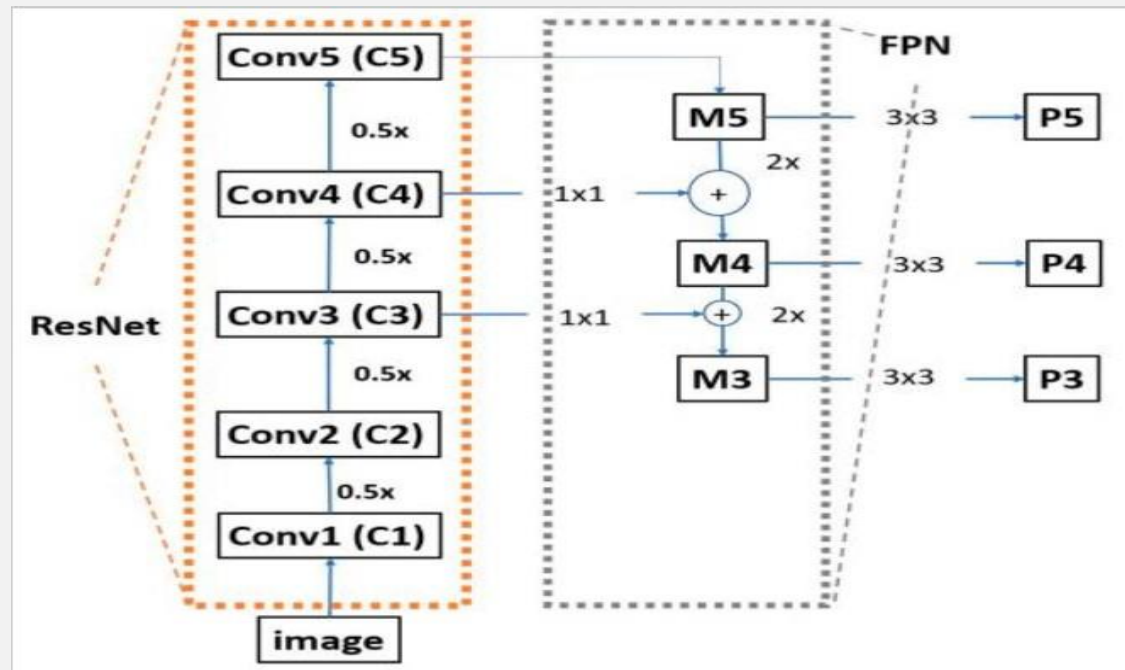 Conv5 (C5)
FPN
M5
3x3
P5
0.5x
2x
Conv4 (C4)
1x1
+
0.5x
M4
3x3
P4
Conv3 (C3)
1x1
+
2x
ResNet
0.5x
M3
3x3
P3
Conv2 (C2)
0.5x
Conv1 (C1)
image